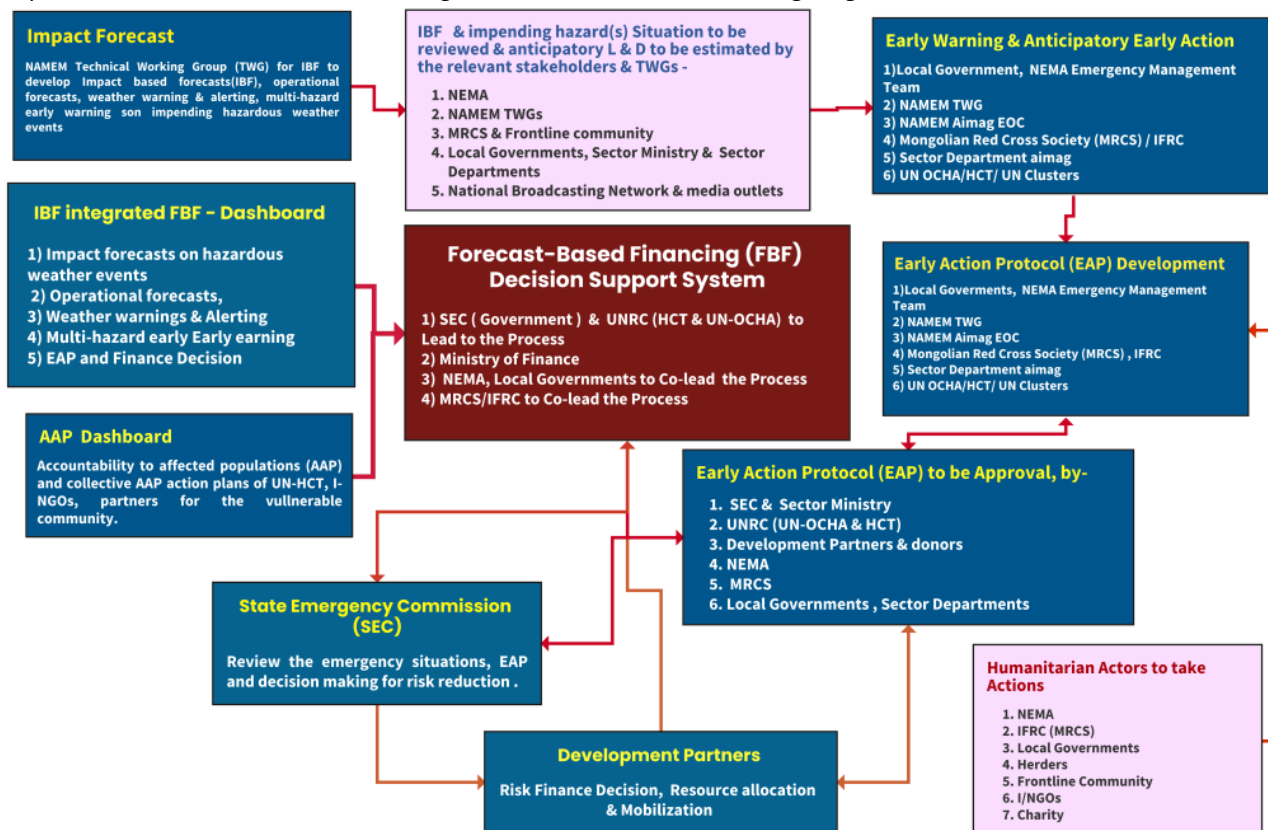 Impact Forecast
NAMEM Technical Working Group (TWG) for IBF to
develop Impact based forecasts(IBF), operational
forecasts, weather warning & alerting, multi-hazard
early warning son impending hazardous weather
events
IBF & impending hazard(s) Situation to be
reviewed & anticipatory L & D to be estimated by
the relevant stakeholders & TWGs -
1. NEMA
2. NAMEM TWGs
3. MRCS & Frontline community
4. Local Governments, Sector Ministry & Sector
Departments
5. National Broadcasting Network & media outlets
Early Warning & Anticipatory Early Action
1)Local Government, NEMA Emergency Management
Team
2) NAMEM TWG
3) NAMEM Aimag EOC
4) Mongolian Red Cross Society (MRCS) / IFRC
5) Sector Department aimag
6) UN OCHA/HCT/ UN Clusters
IBF integrated FBF - Dashboard
1) Impact forecasts on hazardous
weather events
2) Operational forecasts,
3) Weather warnings & Alerting
4) Multi-hazard early Early earning
5) EAP and Finance Decision
Forecast-Based Financing (FBF)
Decision Support System
1) SEC ( Government ) & UNRC (HCT & UN-OCHA) to
Lead to the Process
2) Ministry of Finance
3) NEMA, Local Governments to Co-lead the Process
4) MRCS/IFRC to Co-lead the Process
Early Action Protocol (EAP) Development
1)Local Goverments, NEMA Emergency Management
Team
2) NAMEM TWG
3) NAMEM Aimag EOC
4) Mongolian Red Cross Society (MRCS) , IFRC
5) Sector Department aimag
6) UN OCHA/HCT/ UN Clusters
AAP Dashboard
Accountability to affected populations (AAP)
and collective AAP action plans of UN-HCT, I-
NGOs, partners for the vullnerable
community.
Early Action Protocol (EAP) to be Approval, by-
1. SEC & Sector Ministry
2. UNRC (UN-OCHA & HCT)
3. Development Partners & donors
4. NEMA
5. MRCS
6. Local Governments , Sector Departments
State Emergency Commission
(SEC)
Review the emergency situations, EAP
and decision making for risk reduction .
Development Partners
Risk Finance Decision, Resource allocation
& Mobilization
Humanitarian Actors to take
Actions
1. NEMA
2. IFRC (MRCS)
3. Local Governments
4. Herders
5. Frontline Community
6. I/NGOs
7. Charity